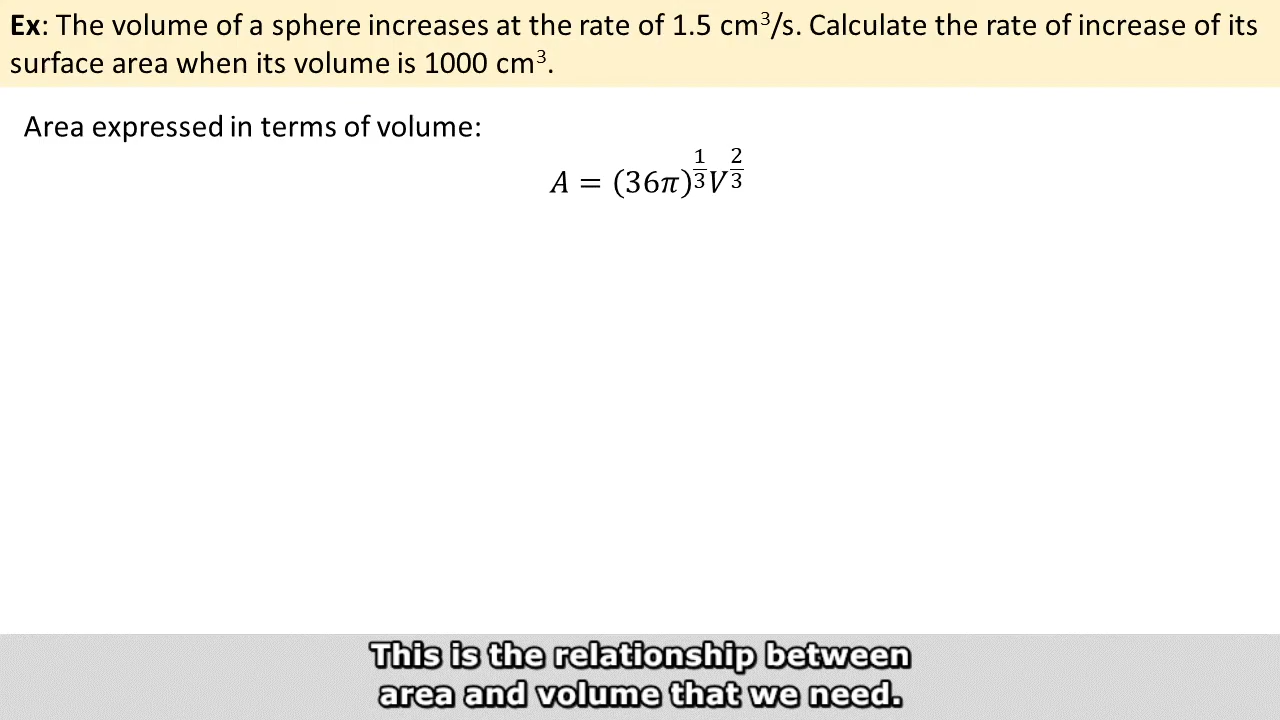 Ex: The volume of a sphere increases at the rate of 1.5 cm³/s. Calculate the rate of increase of its
surface area when its volume is 1000 cm³.
Area expressed in terms of volume:
A = (36π)^(1/3) V^(2/3)
This is the relationship between
area and volume that we need.